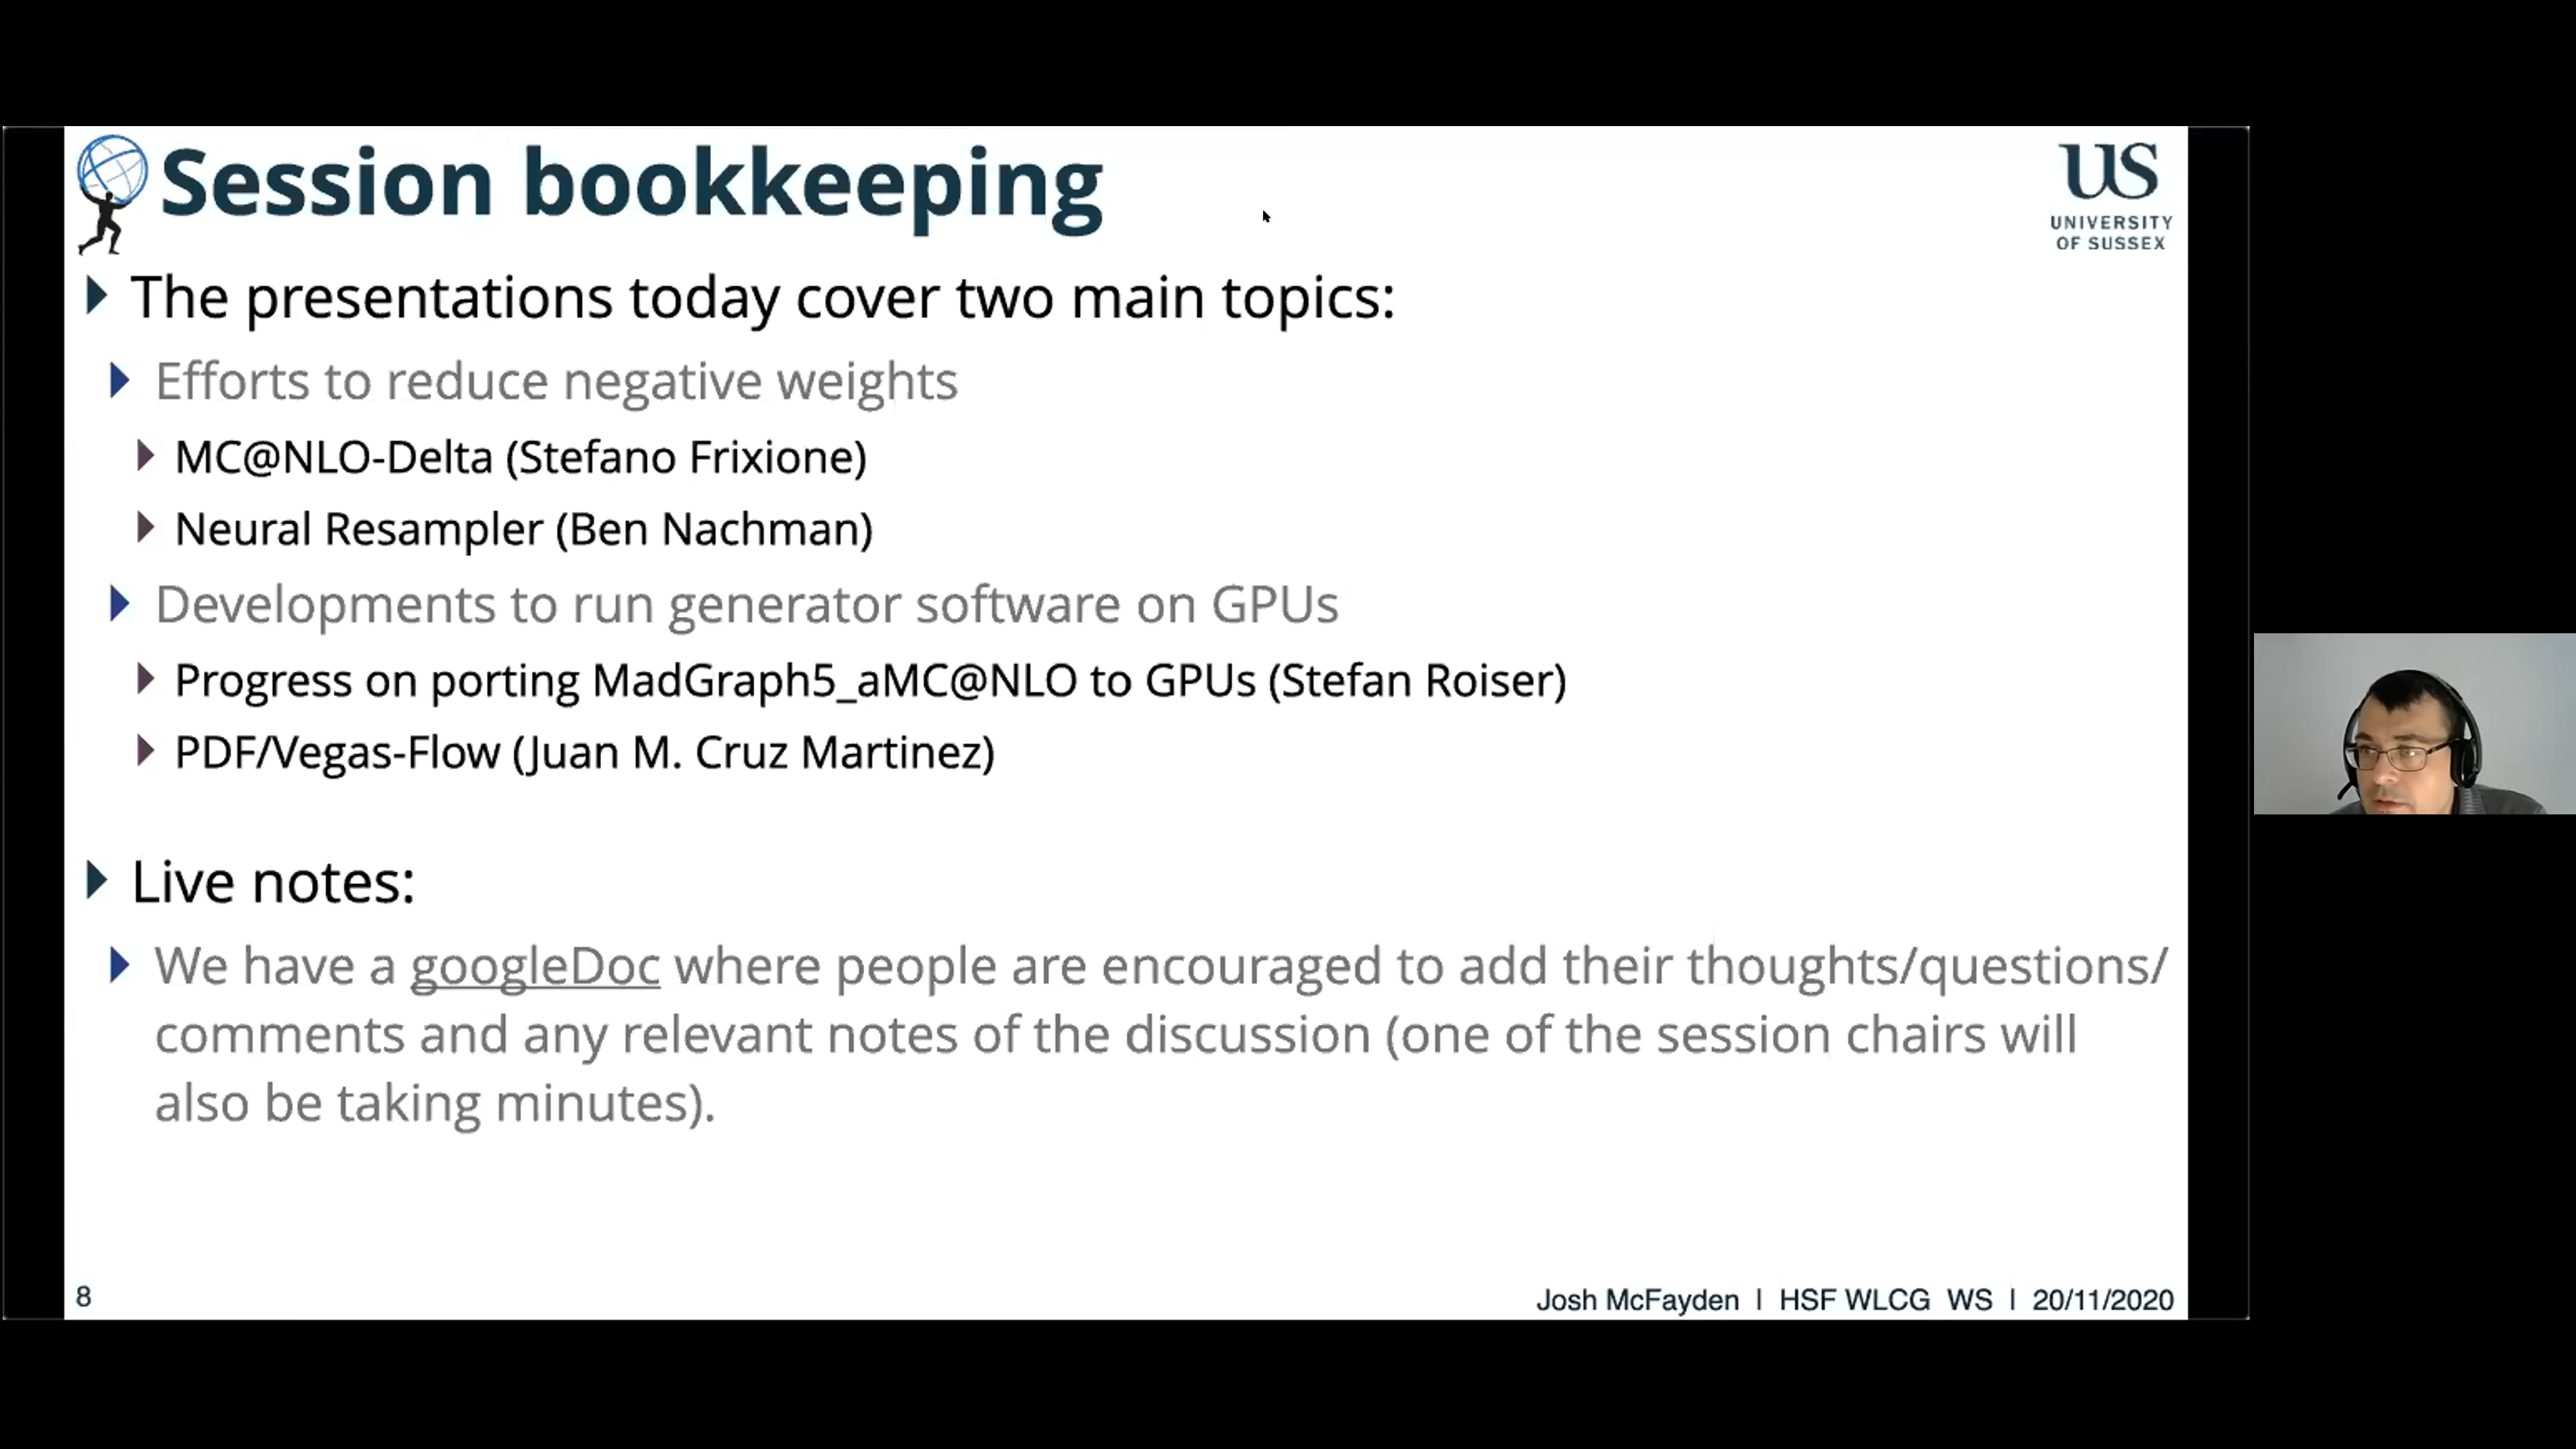 Session bookkeeping
US
UNIVERSITY
OF SUSSEX
The presentations today cover two main topics:
Efforts to reduce negative weights
MC@NLO-Delta (Stefano Frixione)
Neural Resampler (Ben Nachman)
Developments to run generator software on GPUs
Progress on porting MadGraph5_aMC@NLO to GPUs (Stefan Roiser)
PDF/Vegas-Flow (Juan M. Cruz Martinez)
Live notes:
We have a googleDoc where people are encouraged to add their thoughts/questions/
comments and any relevant notes of the discussion (one of the session chairs will
also be taking minutes).
8
Josh McFayden | HSF WLCG WS | 20/11/2020